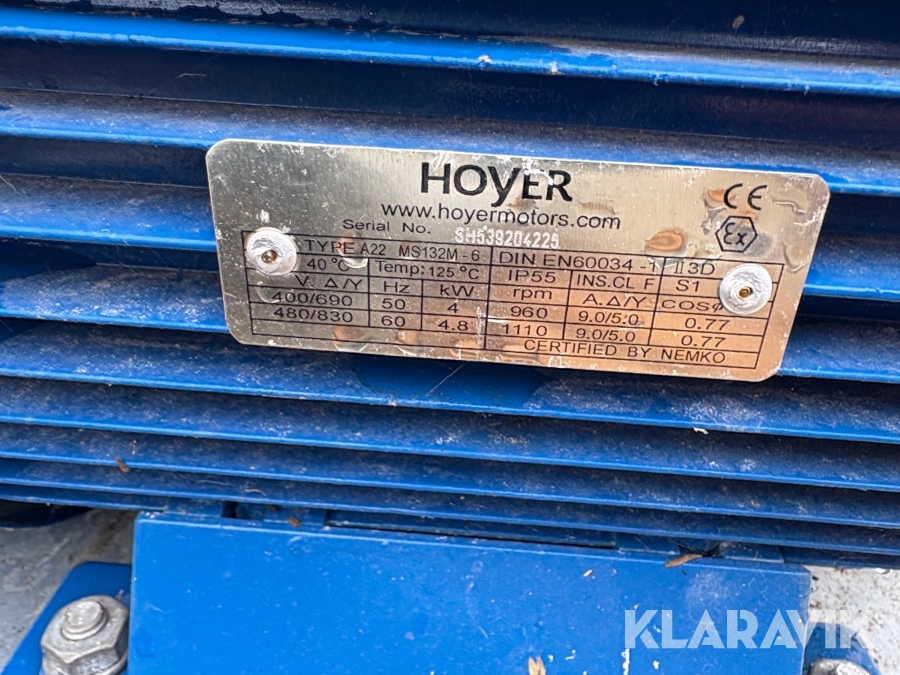 HOYER
www.hoyermotors.com
CE
Serial No: SH539204225
Ex
TYPE A22 MS132M - 6 DIN EN60034 -1 II 3D
40 °C Temp: 125 °C IP55 INS.CL F S1
V. Δ/Y Hz kW rpm A. Δ/Y COSφ
400/690 50 4 960 9.0/5.0 0.77
480/830 60 4.8 1110 9.0/5.0 0.77
CERTIFIED BY NEMKO
KLARAVIK